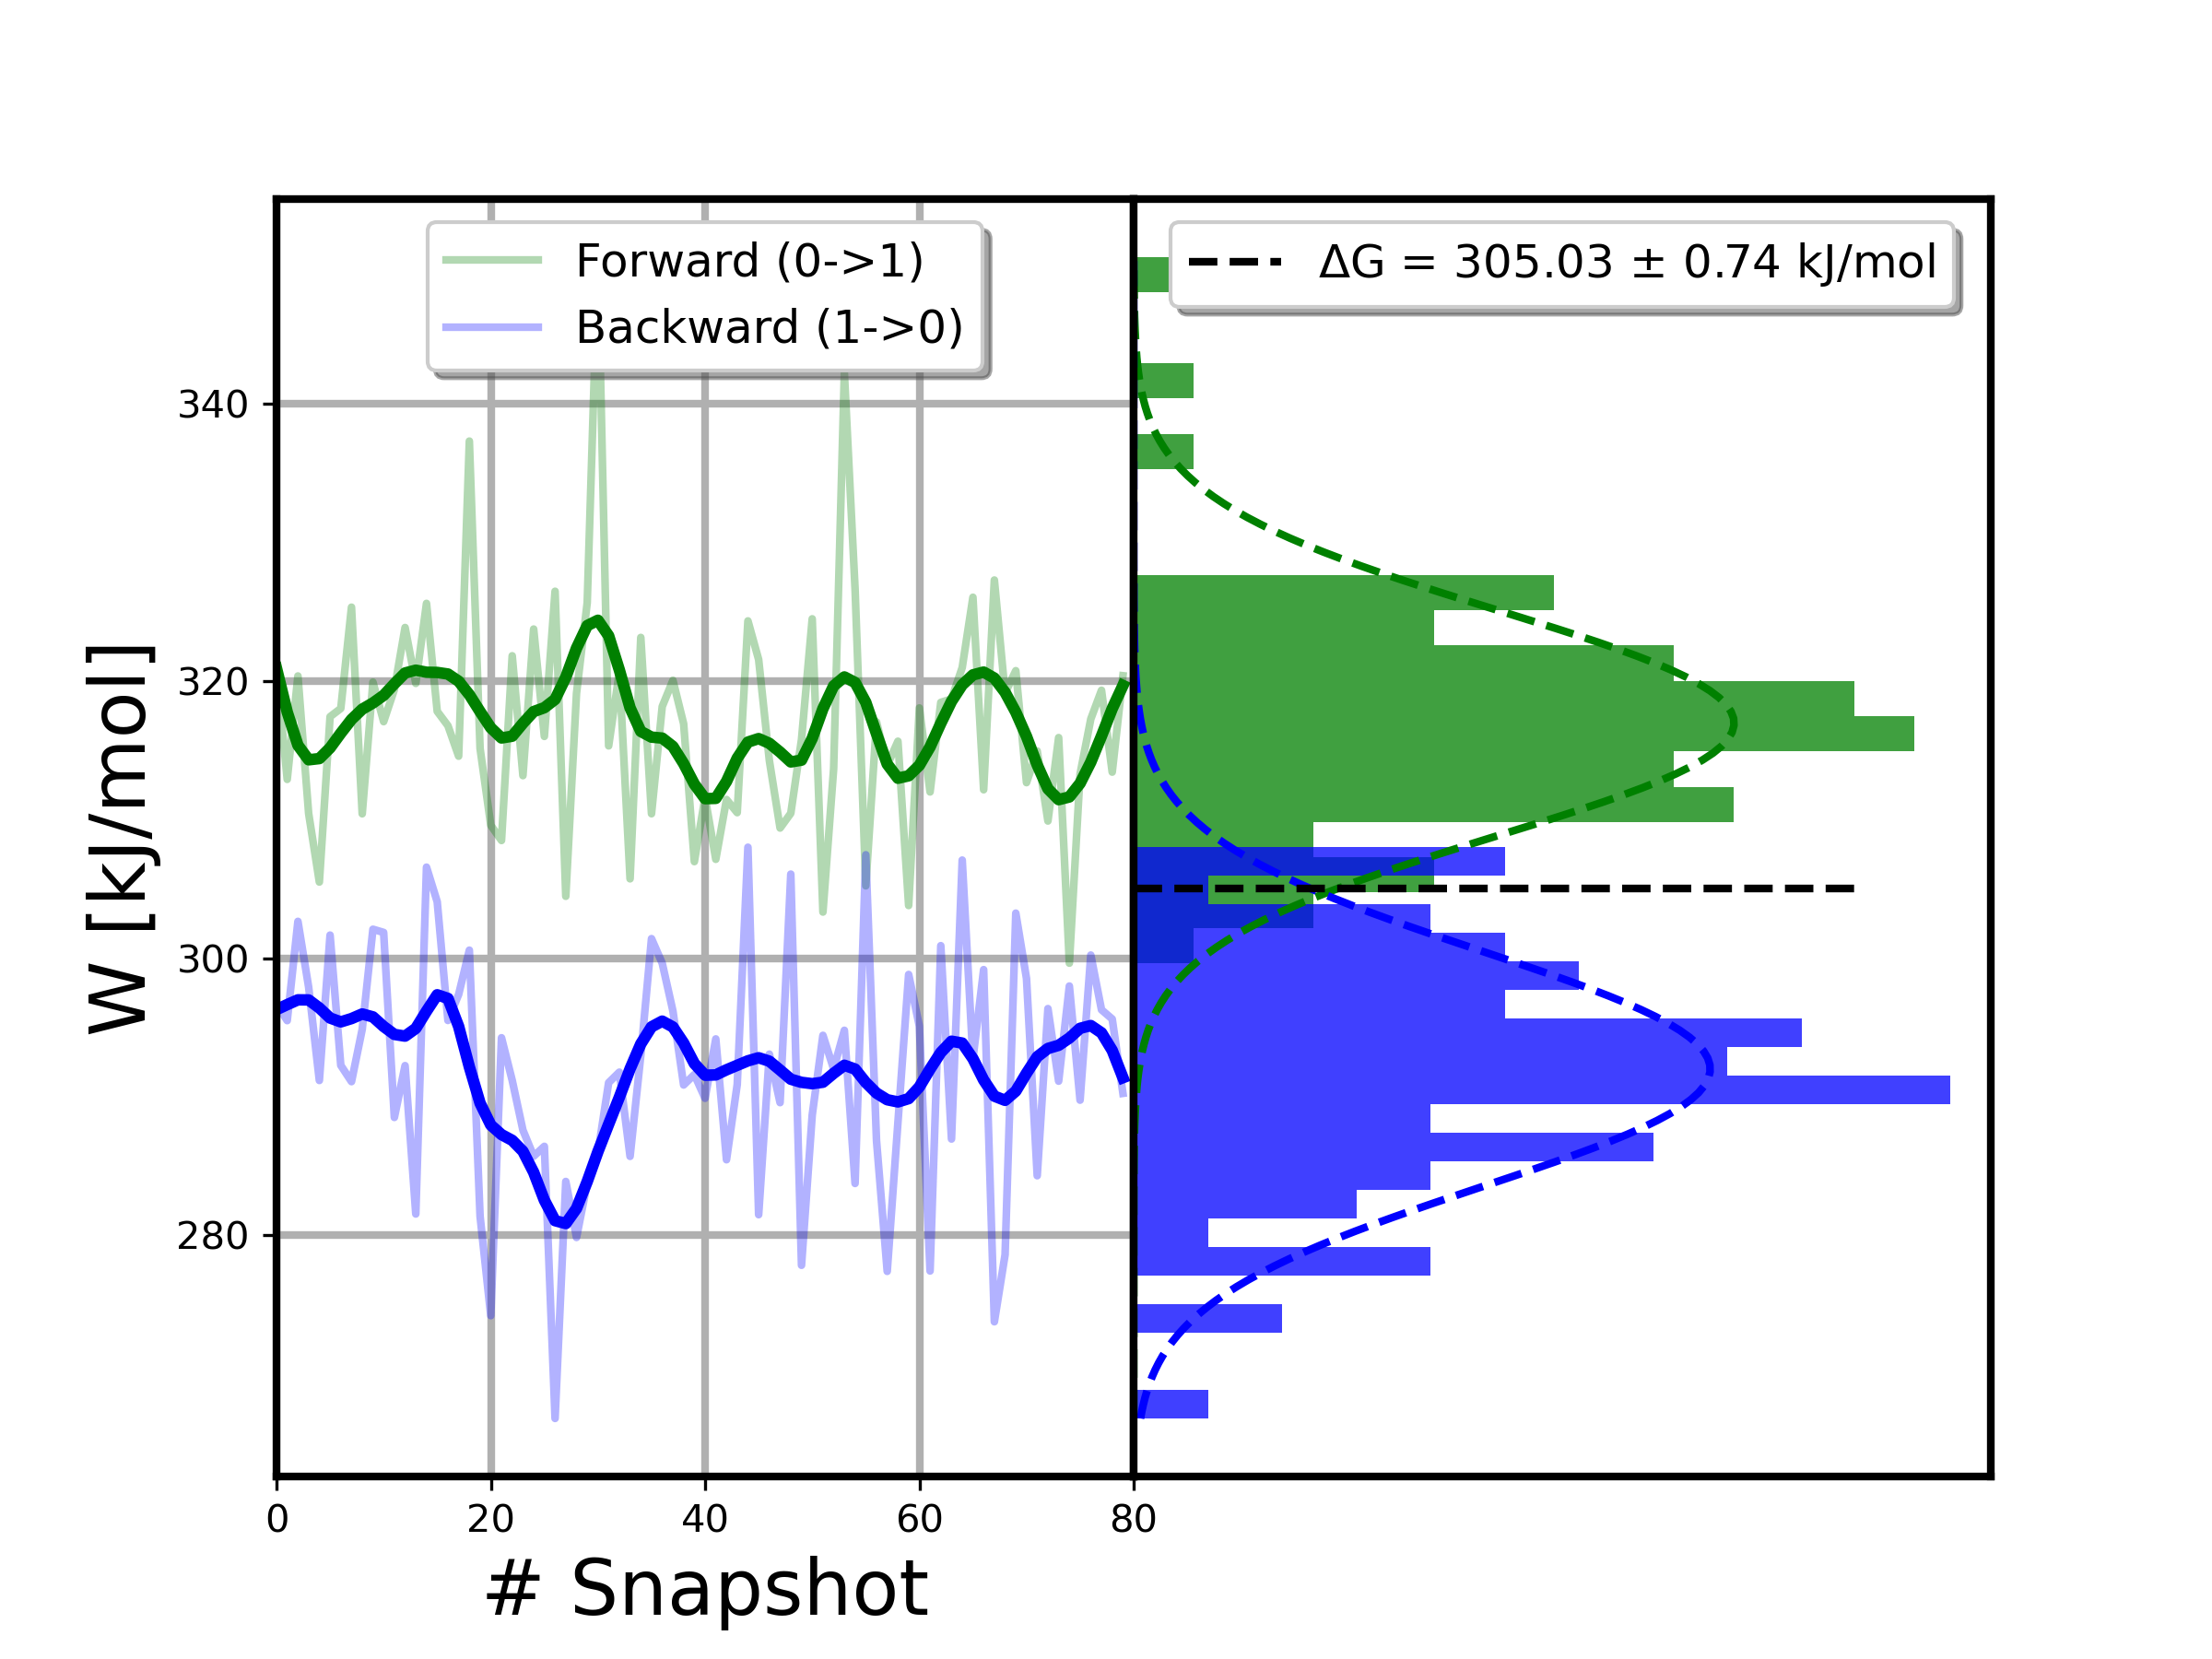 Forward (0->1)
Backward (1->0)
ΔG = 305.03 ± 0.74 kJ/mol
340
320
300
280
W [kJ/mol]
0 20 40 60 80
# Snapshot